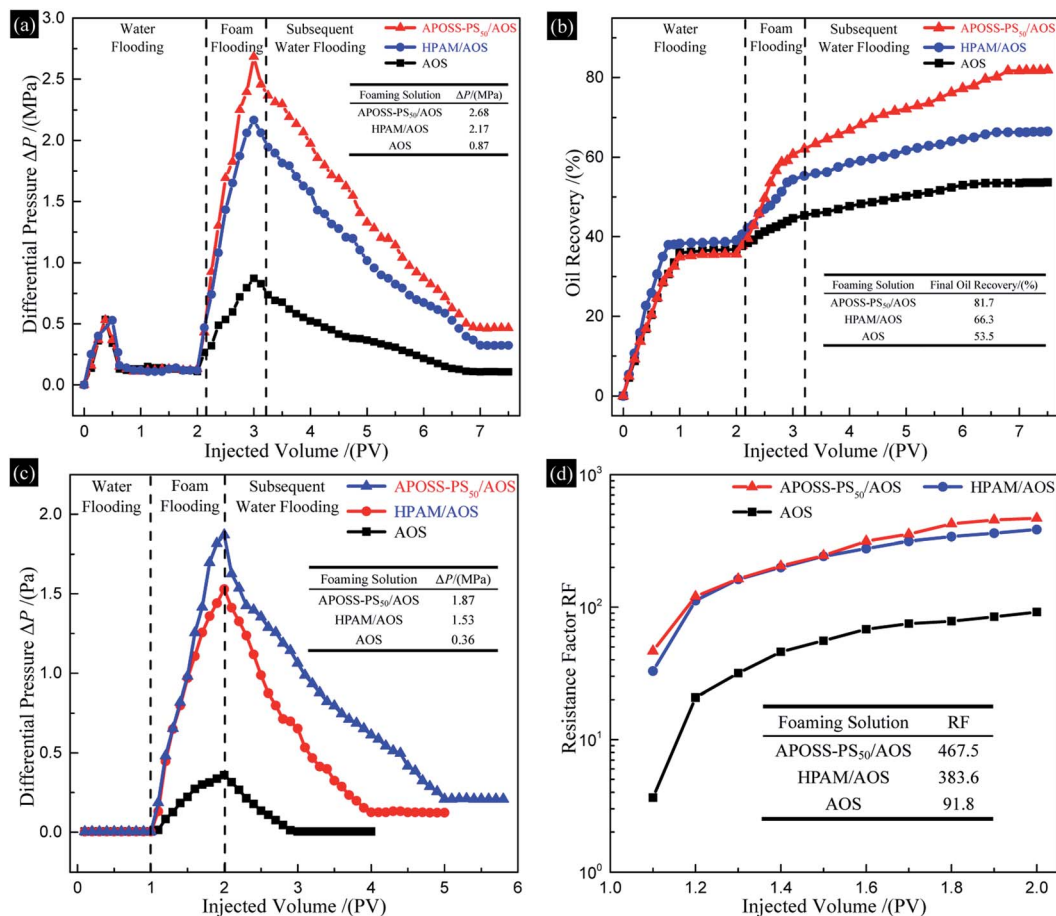 (a)
Water
Flooding
Foam
Flooding
Subsequent
Water Flooding
APOSS-PS50/AOS
HPAM/AOS
AOS
Foaming Solution ΔP/(MPa)
APOSS-PS50/AOS 2.68
HPAM/AOS 2.17
AOS 0.87
Differential Pressure ΔP /(MPa)
3.0
2.5
2.0
1.5
1.0
0.5
0.0
0 1 2 3 4 5 6 7
Injected Volume /(PV)
(b)
Water
Flooding
Foam
Flooding
Subsequent
Water Flooding
APOSS-PS50/AOS
HPAM/AOS
AOS
Foaming Solution Final Oil Recovery/(%)
APOSS-PS50/AOS 81.7
HPAM/AOS 66.3
AOS 53.5
Oil Recovery /(%)
80
60
40
20
0
0 1 2 3 4 5 6 7
Injected Volume /(PV)
(c)
Water
Flooding
Foam
Flooding
Subsequent
Water Flooding
APOSS-PS50/AOS
HPAM/AOS
AOS
Foaming Solution ΔP/(MPa)
APOSS-PS50/AOS 1.87
HPAM/AOS 1.53
AOS 0.36
Differential Pressure ΔP /(Pa)
2.0
1.5
1.0
0.5
0.0
0 1 2 3 4 5 6
Injected Volume /(PV)
(d)
APOSS-PS50/AOS
HPAM/AOS
AOS
Foaming Solution RF
APOSS-PS50/AOS 467.5
HPAM/AOS 383.6
AOS 91.8
Resistance Factor RF
10³
10²
10¹
10⁰
1.0 1.2 1.4 1.6 1.8 2.0
Injected Volume /(PV)